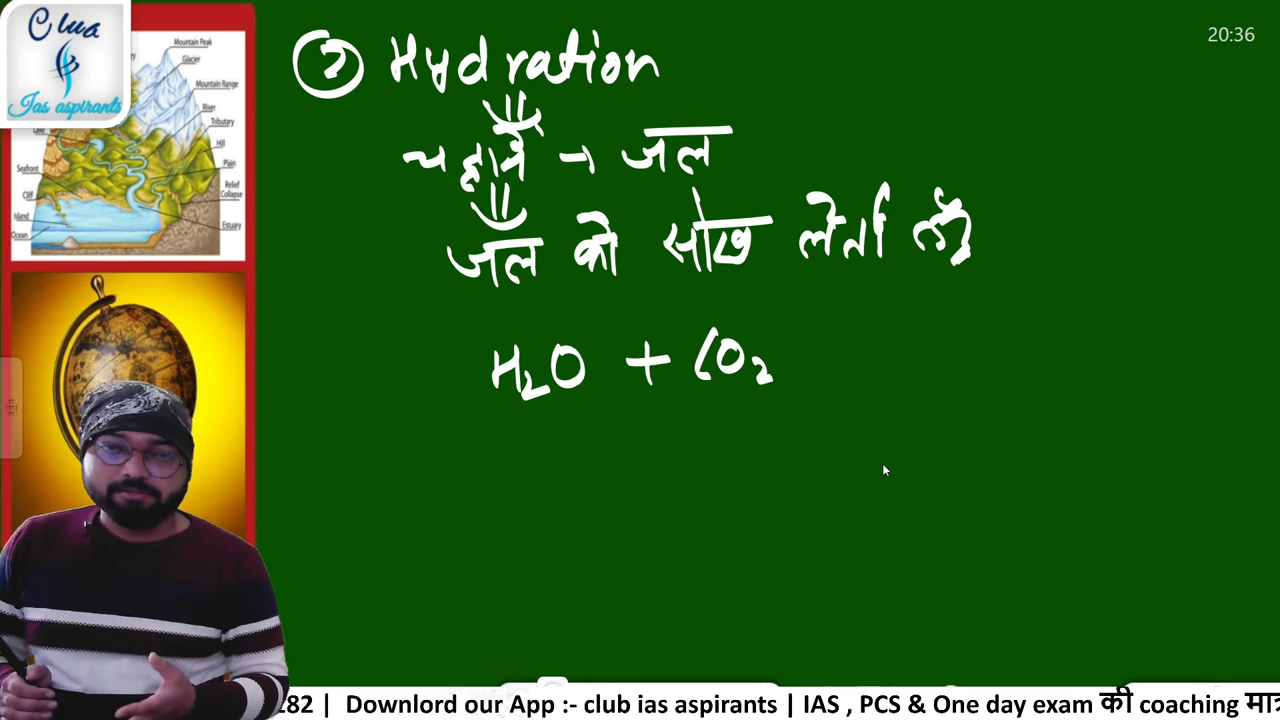 Club
Ias aspirants
20:36
Mountain Peak
Glacier
Mountain Range
River
Tributary
Hill
Lake
Plain
Seafront
Relief
Collapse
Cliff
Island
Estuary
Ocean
Hydration
चट्टाने → जल
जल को सोख लेती हैं
H₂O + CO₂
282 | Downlord our App :- club ias aspirants | IAS , PCS & One day exam की coaching मात्र